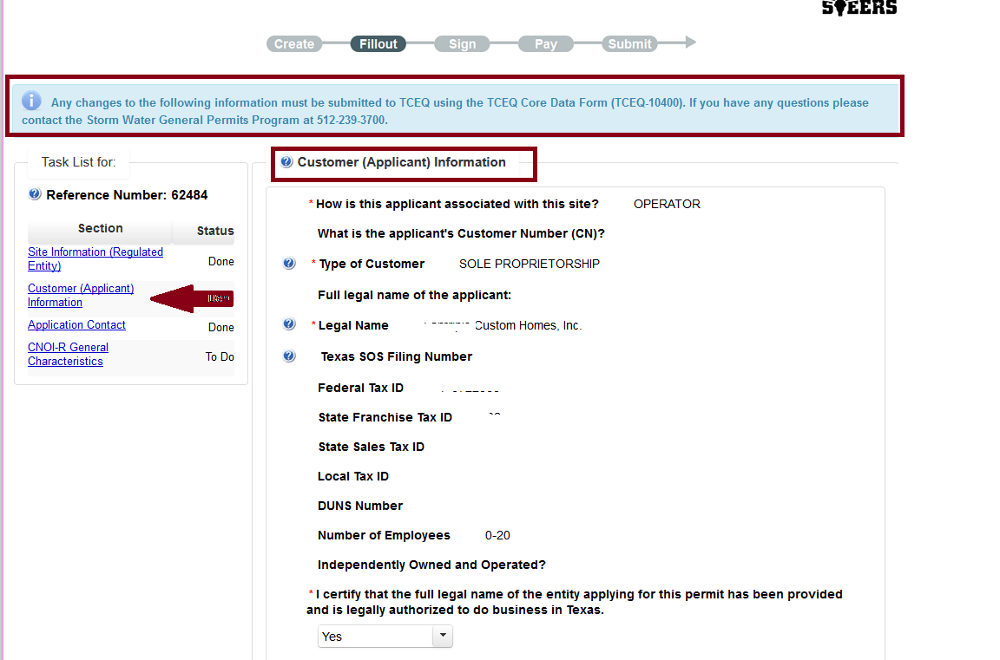 STEERS
Create Fillout Sign Pay Submit
Any changes to the following information must be submitted to TCEQ using the TCEQ Core Data Form (TCEQ-10400). If you have any questions please
contact the Storm Water General Permits Program at 512-239-3700.
Task List for:
Reference Number: 62484
Section Status
Site Information (Regulated
Entity)
Done
Customer (Applicant)
Information
Application Contact
Done
CNOI-R General
Characteristics
To Do
Customer (Applicant) Information
* How is this applicant associated with this site? OPERATOR
What is the applicant's Customer Number (CN)?
* Type of Customer SOLE PROPRIETORSHIP
Full legal name of the applicant:
* Legal Name Custom Homes, Inc.
Texas SOS Filing Number
Federal Tax ID
State Franchise Tax ID
State Sales Tax ID
Local Tax ID
DUNS Number
Number of Employees 0-20
Independently Owned and Operated?
* I certify that the full legal name of the entity applying for this permit has been provided
and is legally authorized to do business in Texas.
Yes